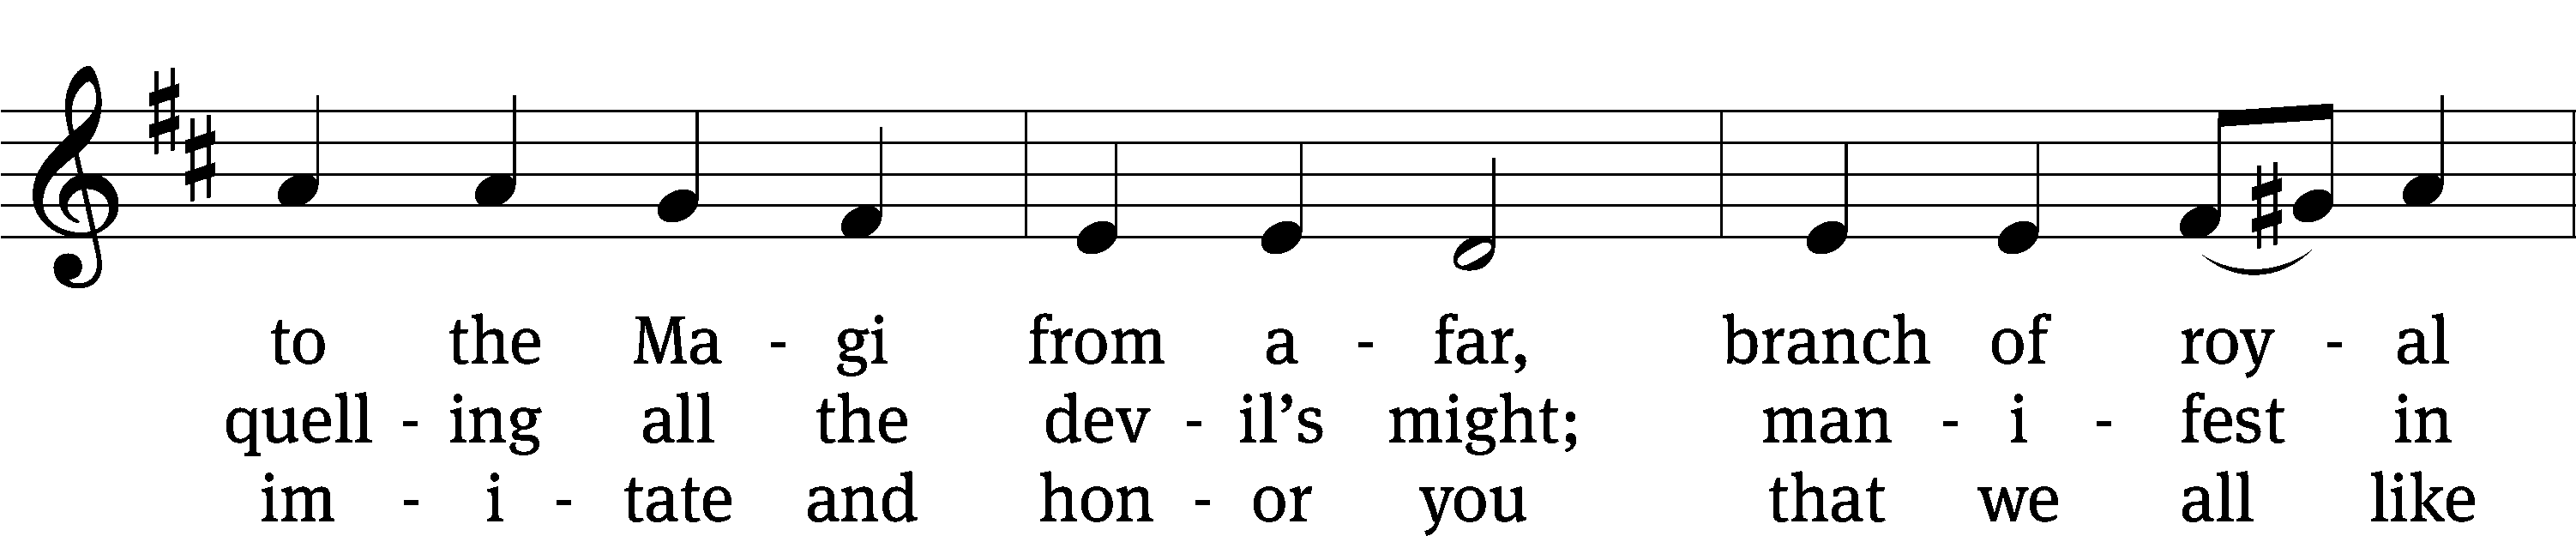 to the Ma - gi from a - far, branch of roy - al
quell - ing all the dev - il’s might; man - i - fest in
im - i - tate and hon - or you that we all like